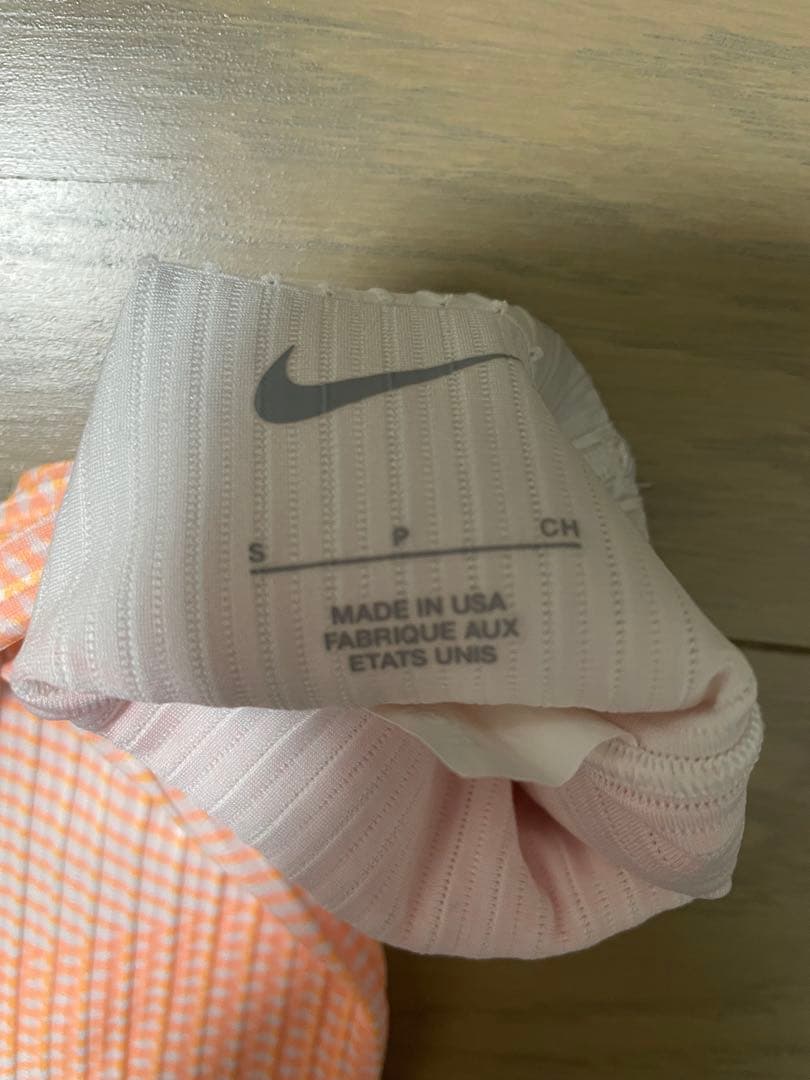 S P CH
MADE IN USA
FABRIQUE AUX
ETATS UNIS